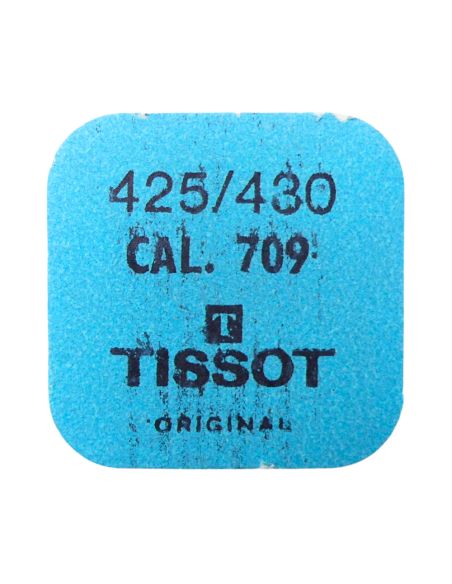 425/430
CAL. 709
T
TISSOT
ORIGINAL